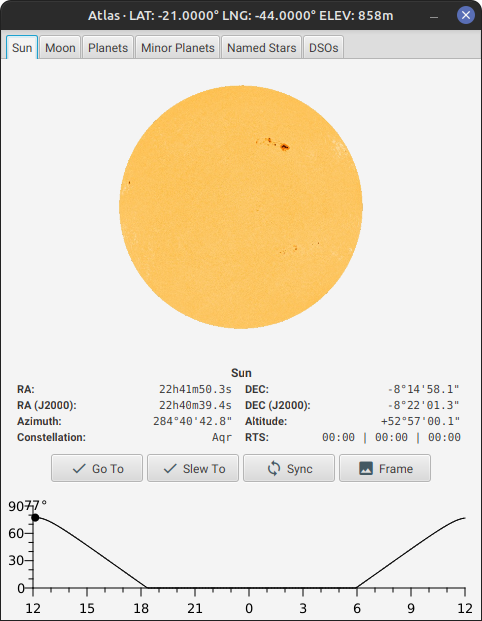 Atlas · LAT: -21.0000° LNG: -44.0000° ELEV: 858m
Sun Moon Planets Minor Planets Named Stars DSOs
Sun
RA: 22h41m50.3s DEC: -8°14'58.1"
RA (J2000): 22h40m39.4s DEC (J2000): -8°22'01.3"
Azimuth: 284°40'42.8" Altitude: +52°57'00.1"
Constellation: Aqr RTS: 00:00 | 00:00 | 00:00
Go To Slew To Sync Frame
90 77°
60
30
0
12 15 18 21 0 3 6 9 12